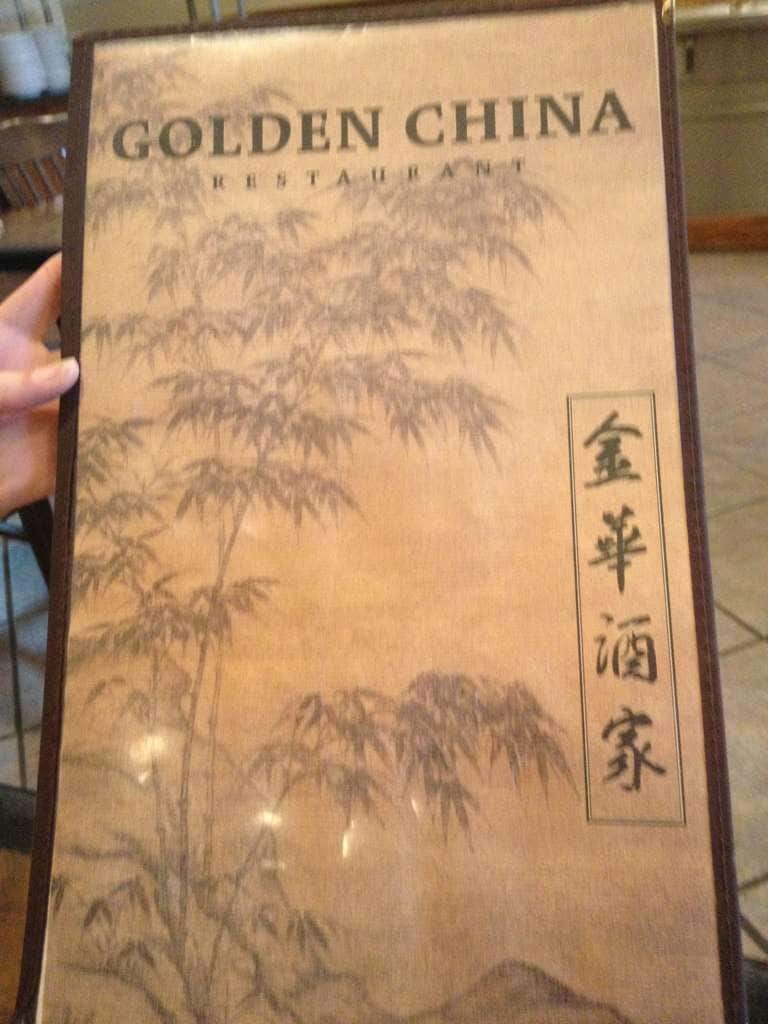 GOLDEN CHINA
RESTAURANT
金華酒家